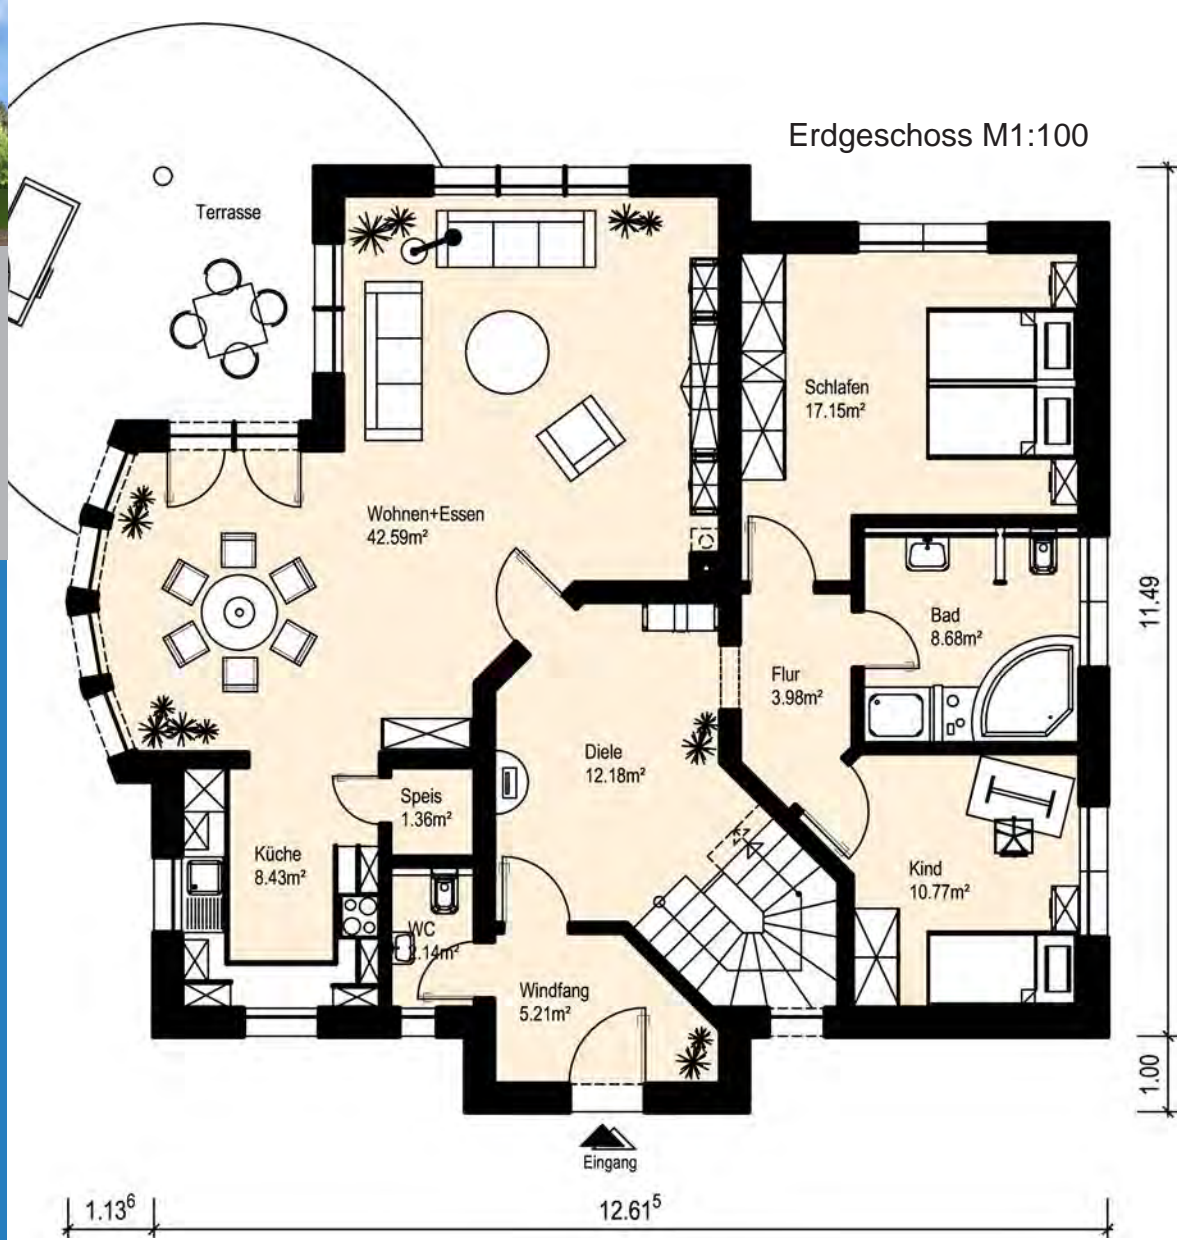 Erdgeschoss M1:100
Terrasse
Schlafen
17.15m²
Wohnen+Essen
42.59m²
Bad
8.68m²
Flur
3.98m²
Diele
12.18m²
Speis
1.36m²
Küche
8.43m²
Kind
10.77m²
WC
2.14m²
Windfang
5.21m²
Eingang
11.49
1.00
1.13⁶
12.61⁵